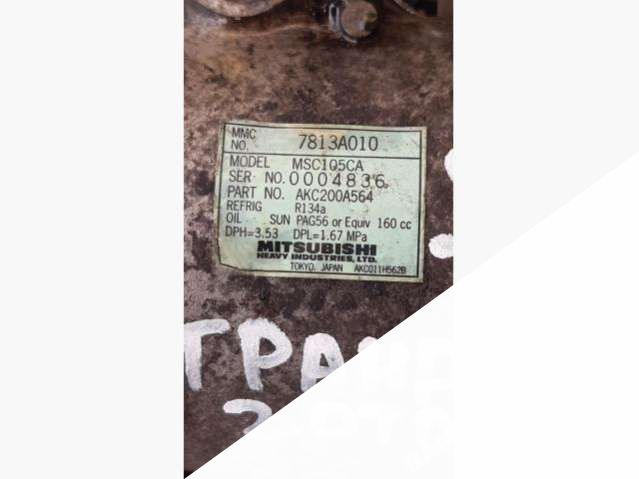 MMC
NO. 7813A010
MODEL MSC105CA
SER NO. 0004836
PART NO. AKC200A564
REFRIG R134a
OIL SUN PAG56 or Equiv 160 cc
DPH=3.53 DPL=1.67 MPa
MITSUBISHI
HEAVY INDUSTRIES, LTD.
TOKYO, JAPAN AKC011H562B